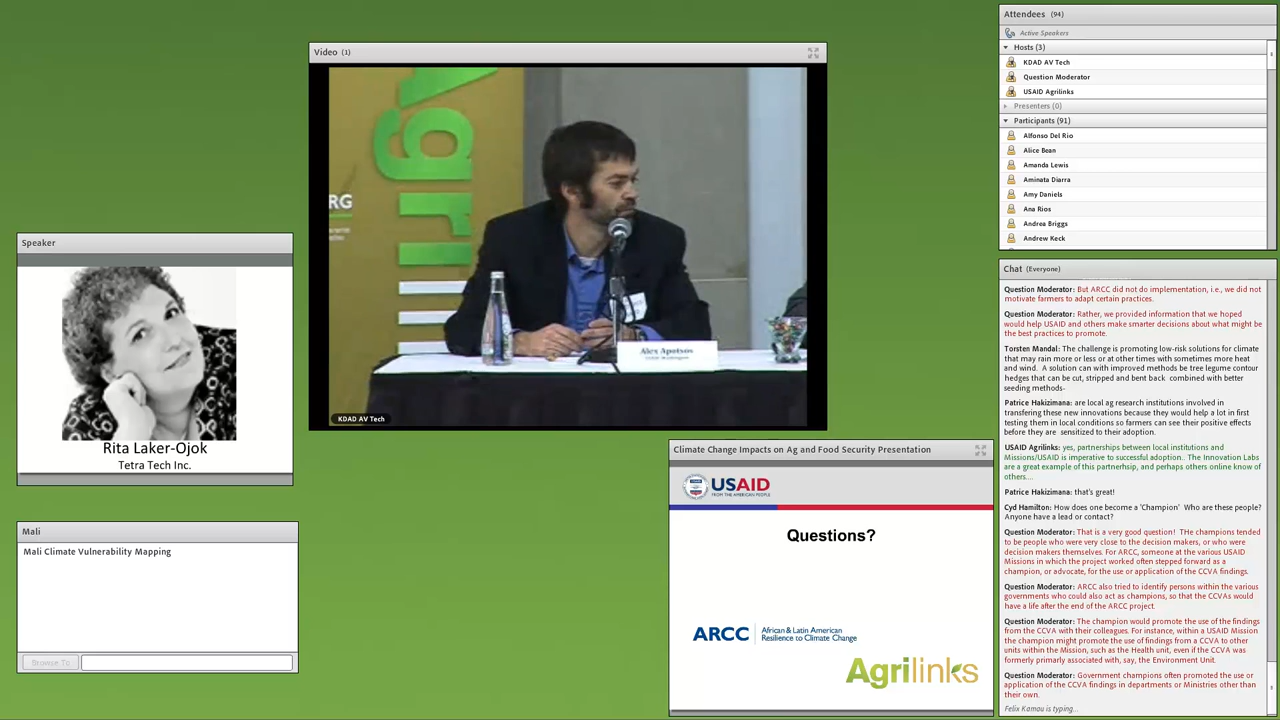 Video (1)
Agri
RG
KDAD AV Tech
Speaker
Rita Laker-Ojok
Tetra Tech Inc.
Mali
Mali Climate Vulnerability Mapping
Browse To
Climate Change Impacts on Ag and Food Security Presentation
USAID
FROM THE AMERICAN PEOPLE
Questions?
ARCC
African & Latin American
Resilience to Climate Change
Agrilinks
Attendees (94)
Active Speakers
Hosts (3)
KDAD AV Tech
Question Moderator
USAID Agrilinks
Presenters (0)
Participants (91)
Alfonso Del Rio
Alice Bean
Amanda Lewis
Aminata Diarra
Amy Daniels
Ana Rios
Andrea Briggs
Andrew Keck
Chat (Everyone)
Question Moderator: But ARCC did not do implementation, i.e., we did not
motivate farmers to adapt certain practices.
Question Moderator: Rather, we provided information that we hoped
would help USAID and others make smarter decisions about what might be
the best practices to promote.
Torsten Mandal: The challenge is promoting low-risk solutions for climate
that may rain more or less or at other times with sometimes more heat
and wind. A solution can with improved methods be tree legume contour
hedges that can be cut, stripped and bent back combined with better
seeding methods-
Patrice Hakizimana: are local ag research institutions involved in
transfering these new innovations because they would help a lot in first
testing them in local conditions so farmers can see their positive effects
before they are sensitized to their adoption.
USAID Agrilinks: yes, partnerships between local institutions and
Missions/USAID is imperative to successful adoption.. The Innovation Labs
are a great example of this partnerhsip, and perhaps others online know of
others....
Patrice Hakizimana: that's great!
Cyd Hamilton: How does one become a 'Champion' Who are these people?
Anyone have a lead or contact?
Question Moderator: That is a very good question! THe champions tended
to be people who were very close to the decision makers, or who were
decision makers themselves. For ARCC, someone at the various USAID
Missions in which the project worked often stepped forward as a
champion, or advocate, for the use or application of the CCVA findings.
Question Moderator: ARCC also tried to identify persons within the various
governments who could also act as champions, so that the CCVAs would
have a life after the end of the ARCC project.
Question Moderator: The champion would promote the use of the findings
from the CCVA with their colleagues. For instance, within a USAID Mission
the champion might promote the use of findings from a CCVA to other
units within the Mission, such as the Health unit, even if the CCVA was
formerly primarly associated with, say, the Environment Unit.
Question Moderator: Government champions often promoted the use or
application of the CCVA findings in departments or Ministries other than
their own.
Felix Kamau is typing...